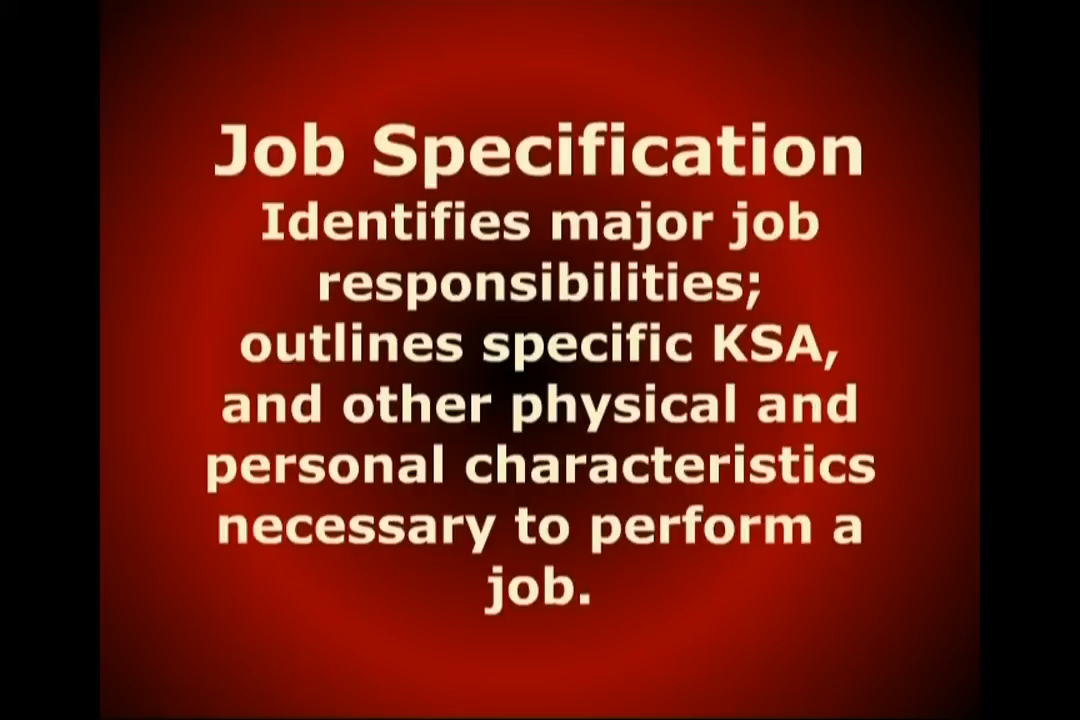 Job Specification
Identifies major job
responsibilities;
outlines specific KSA,
and other physical and
personal characteristics
necessary to perform a
job.